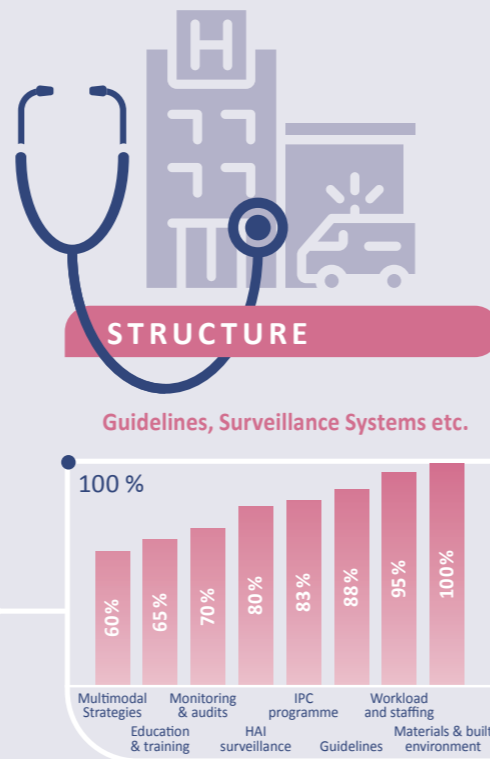 H
STRUCTURE
Guidelines, Surveillance Systems etc.
100 %
60%
65%
70%
80%
83%
88%
95%
100%
Multimodal
Strategies
Education
& training
Monitoring
& audits
HAI
surveillance
IPC
programme
Guidelines
Workload
and staffing
Materials & built
environment